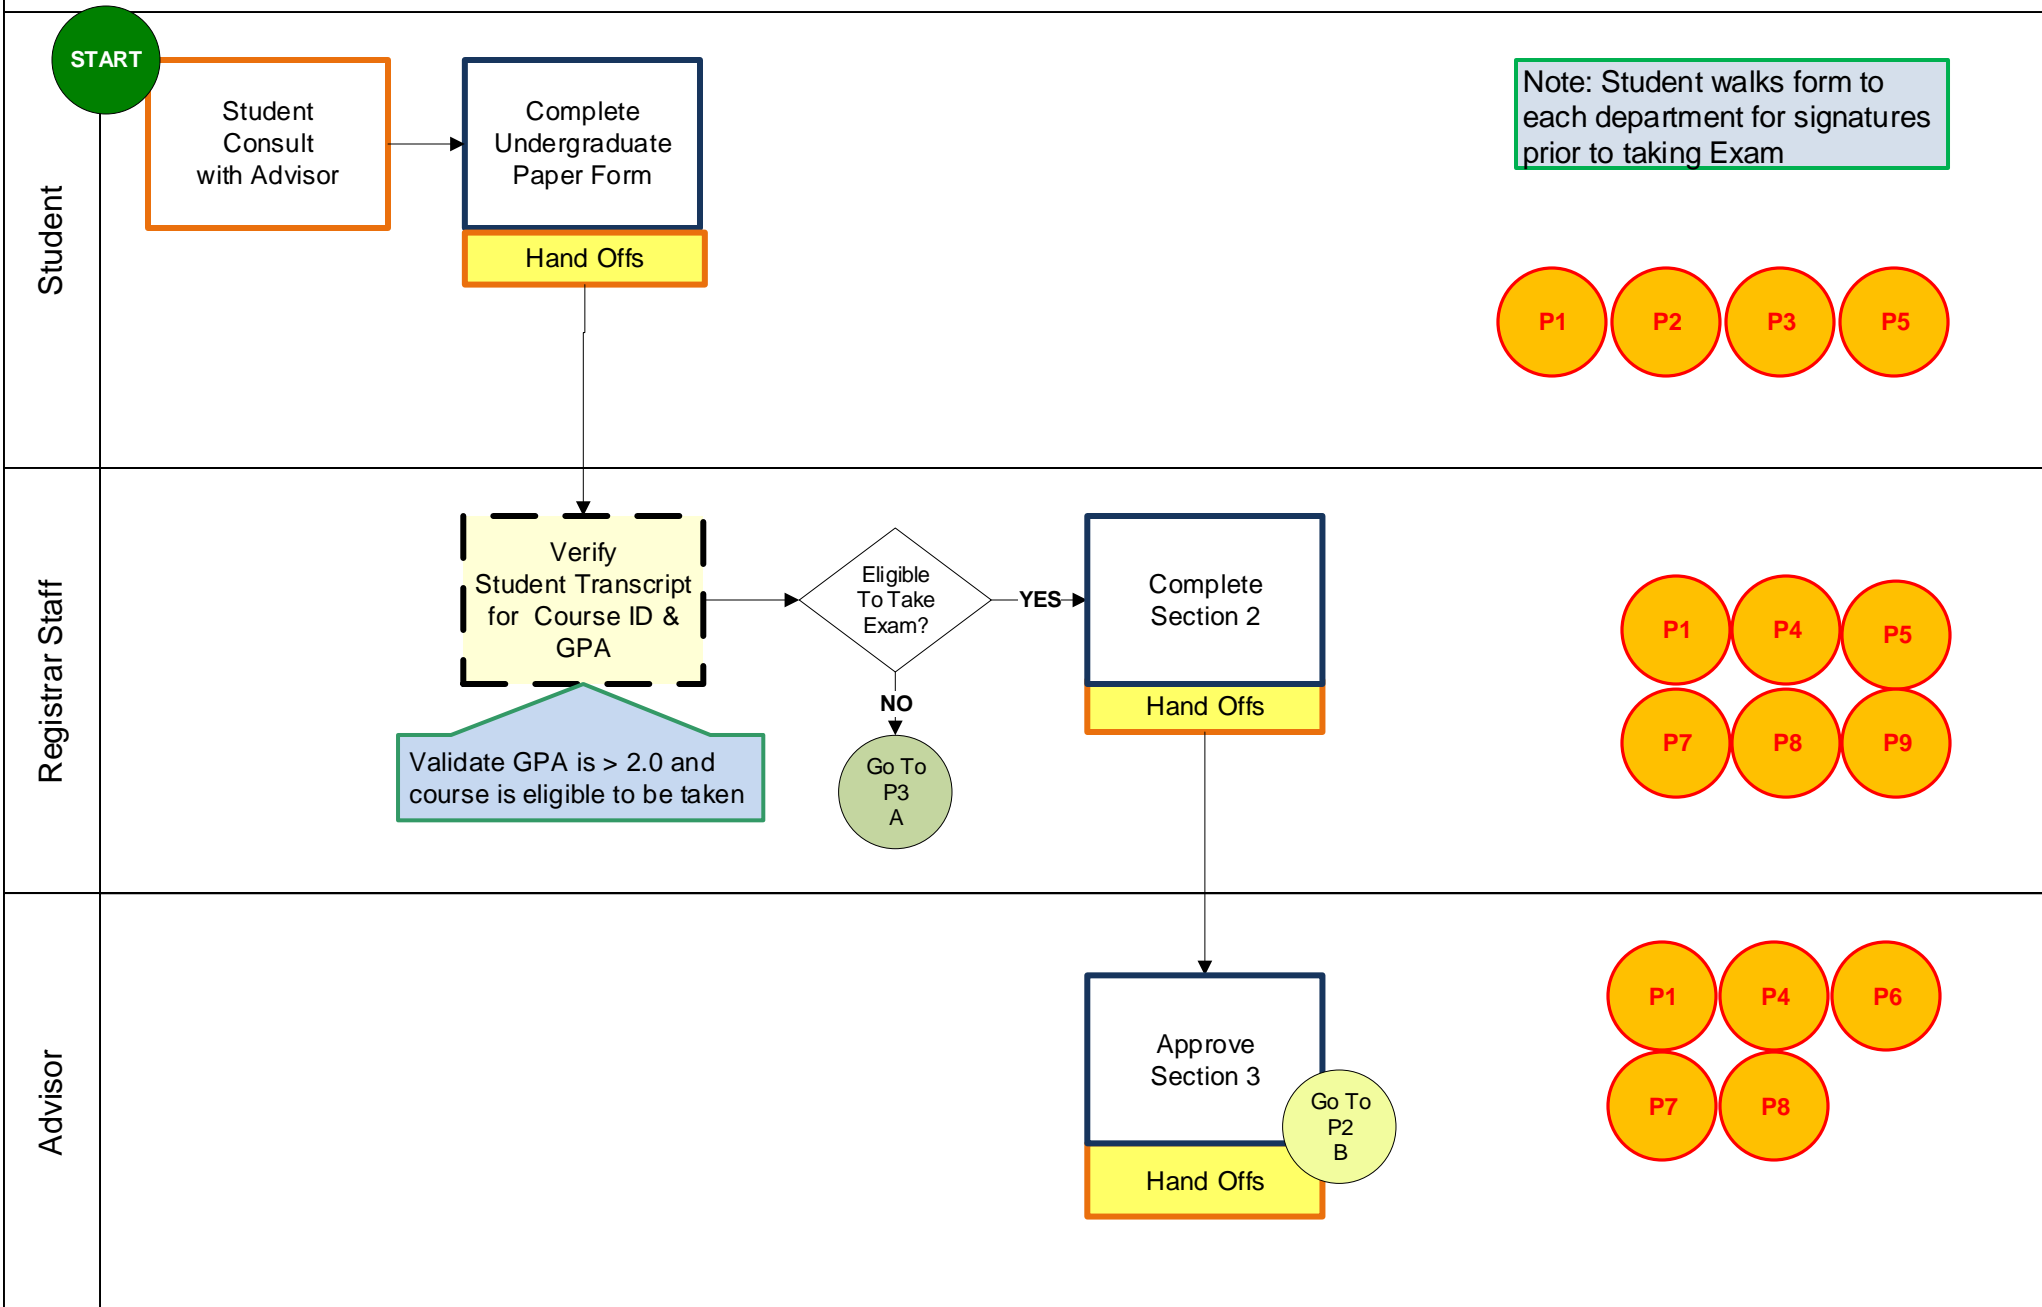 START
Student
Consult
with Advisor
Complete
Undergraduate
Paper Form
Hand Offs
Note: Student walks form to
each department for signatures
prior to taking Exam
P1
P2
P3
P5
Student
Verify
Student Transcript
for Course ID &
GPA
Validate GPA is > 2.0 and
course is eligible to be taken
Eligible
To Take
Exam?
YES
NO
Go To
P3
A
Complete
Section 2
Hand Offs
P1
P4
P5
P7
P8
P9
Registrar Staff
Approve
Section 3
Hand Offs
Go To
P2
B
P1
P4
P6
P7
P8
Advisor